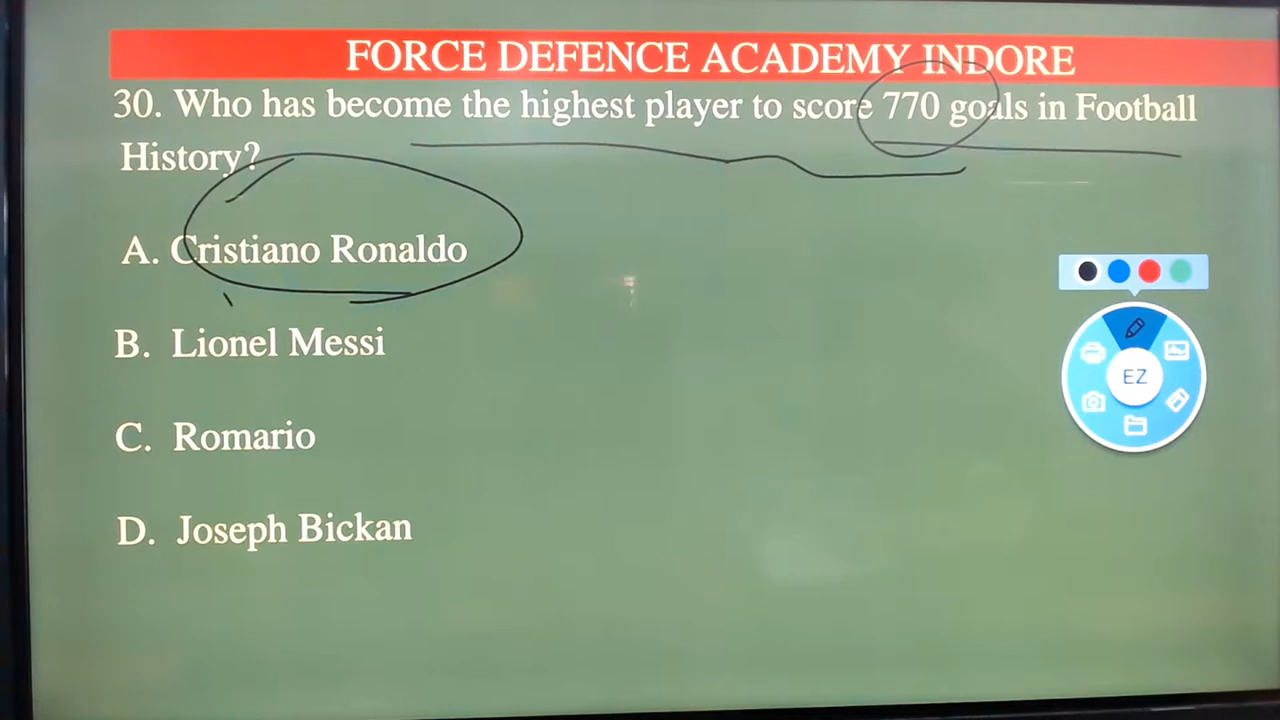 FORCE DEFENCE ACADEMY INDORE
30. Who has become the highest player to score 770 goals in Football
History?
A. Cristiano Ronaldo
B. Lionel Messi
C. Romario
D. Joseph Bickan
EZ